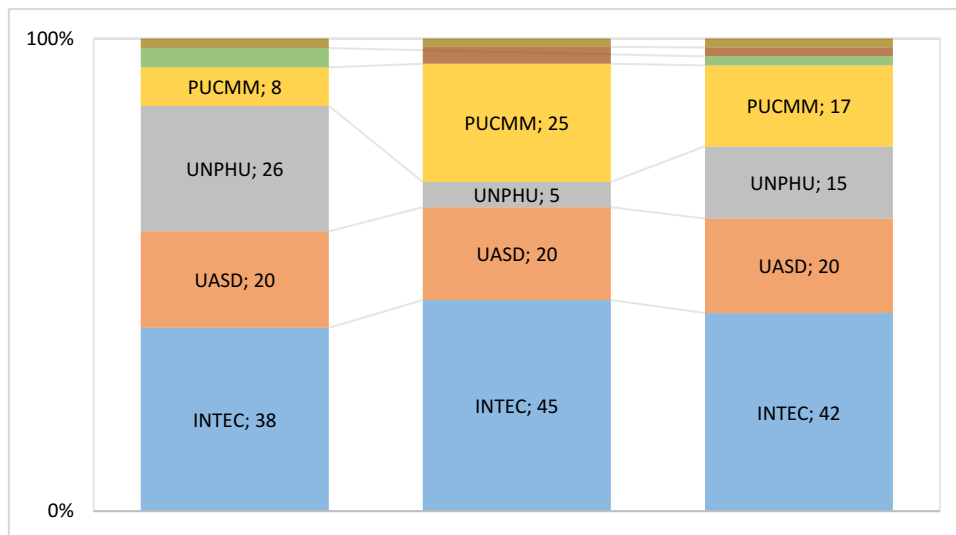 100%
PUCMM; 8
PUCMM; 25
PUCMM; 17
UNPHU; 26
UNPHU; 5
UNPHU; 15
UASD; 20
UASD; 20
UASD; 20
INTEC; 38
INTEC; 45
INTEC; 42
0%